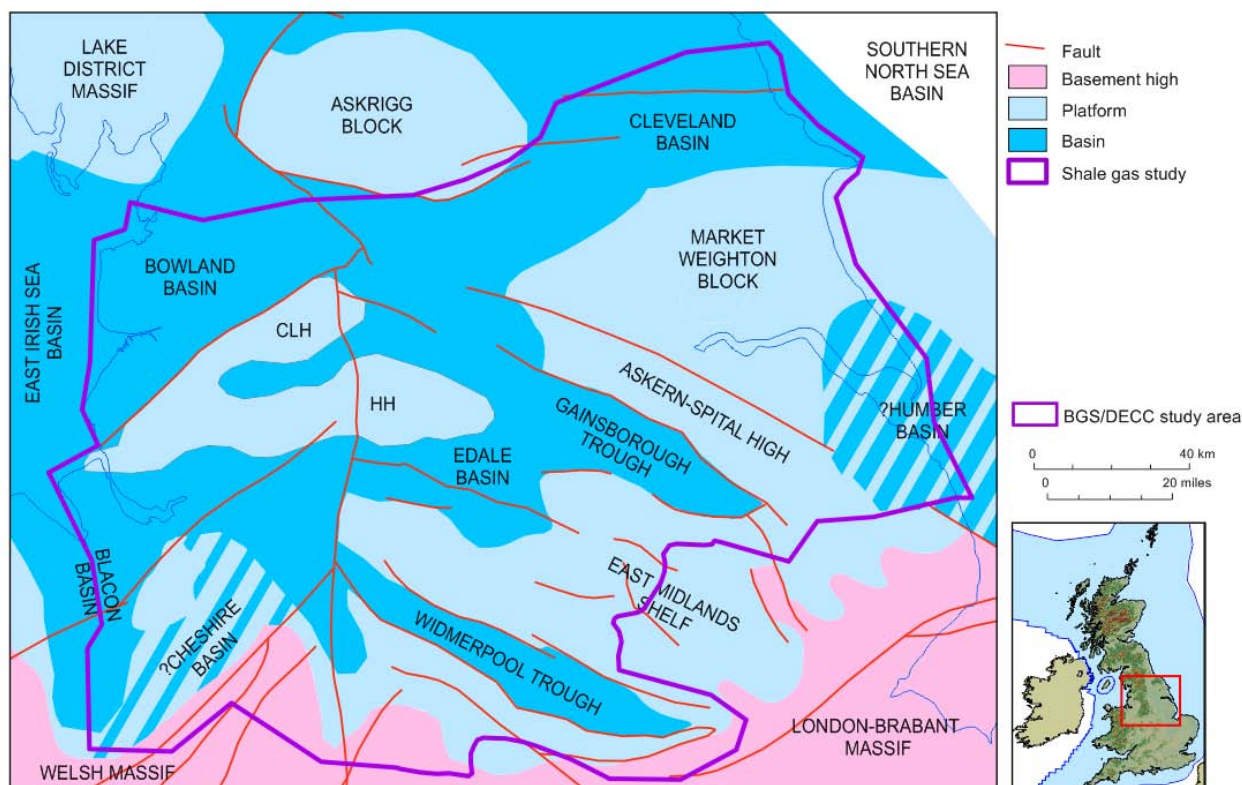 LAKE
DISTRICT
MASSIF
ASKRIGG
BLOCK
CLEVELAND
BASIN
SOUTHERN
NORTH SEA
BASIN
BOWLAND
BASIN
MARKET
WEIGHTON
BLOCK
EAST IRISH SEA
BASIN
CLH
HH
ASKERN-SPITAL HIGH
GAINSBOROUGH
TROUGH
?HUMBER
BASIN
EDALE
BASIN
BLACON
BASIN
?CHESHIRE
BASIN
EAST MIDLANDS
SHELF
WIDMERPOOL TROUGH
LONDON-BRABANT
MASSIF
WELSH MASSIF
Fault
Basement high
Platform
Basin
Shale gas study
BGS/DECC study area
0 40 km
0 20 miles